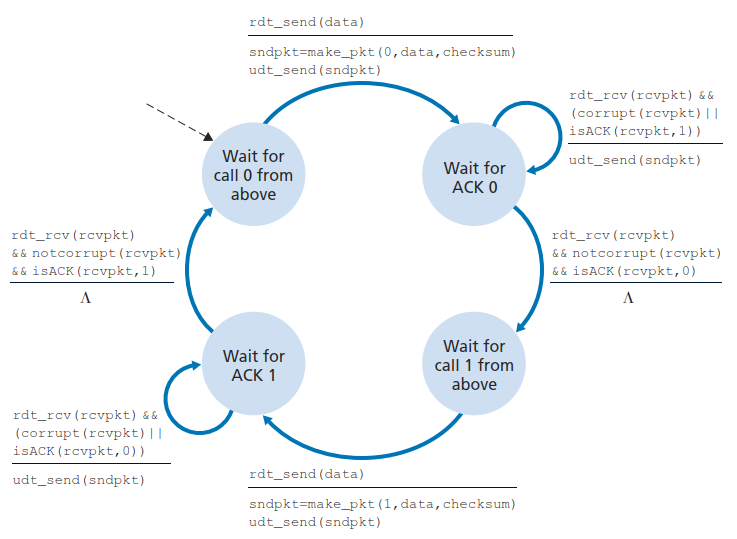 rdt_send(data)
sndpkt=make_pkt(0,data,checksum)
udt_send(sndpkt)
rdt_rcv(rcvpkt) &&
(corrupt(rcvpkt)||
isACK(rcvpkt,1))
udt_send(sndpkt)
Wait for
call 0 from
above
Wait for
ACK 0
rdt_rcv(rcvpkt)
&& notcorrupt(rcvpkt)
&& isACK(rcvpkt,1)
Λ
rdt_rcv(rcvpkt)
&& notcorrupt(rcvpkt)
&& isACK(rcvpkt,0)
Λ
Wait for
ACK 1
Wait for
call 1 from
above
rdt_rcv(rcvpkt) &&
(corrupt(rcvpkt)||
isACK(rcvpkt,0))
udt_send(sndpkt)
rdt_send(data)
sndpkt=make_pkt(1,data,checksum)
udt_send(sndpkt)